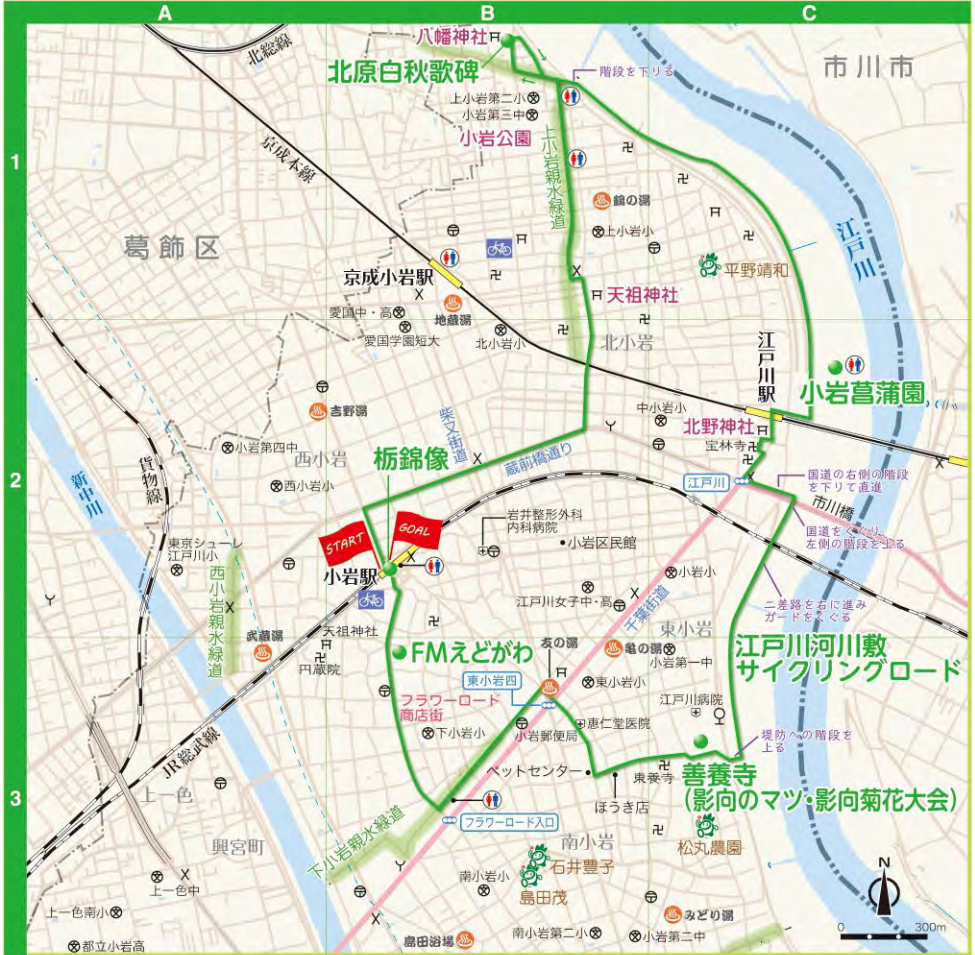 A
B
C
1
2
3
北総線
八幡神社
北原白秋歌碑
階段を下りる
市川市
上小岩第二小
小岩第三中
小岩公園
上小岩親水緑道
京成本線
鶴の湯
江戸川
葛飾区
上小岩小
京成小岩駅
平野靖和
天祖神社
愛国中・高
地蔵湯
愛国学園短大
北小岩小
北小岩
江戸川駅
小岩菖蒲園
吉野湯
柴又街道
中小岩小
北野神社
宝林寺
小岩第四中
西小岩
栃錦像
蔵前橋通り
貨物線
新中川
西小岩小
江戸川
国道の右側の階段
を下りて直進
市川橋
岩井整形外科
内科病院
国道をくぐり
左側の階段を上る
START
GOAL
小岩区民館
東京シューレ
江戸川小
小岩駅
小岩小
西小岩親水緑道
江戸川女子中・高
千葉街道
二差路を右に進み
ガードをくぐる
天祖神社
東小岩
武蔵湯
円蔵院
FMえどがわ
友の湯
亀の湯
小岩第一中
江戸川河川敷
サイクリングロード
東小岩四
東小岩小
フラワーロード
商店街
江戸川病院
下小岩小
小岩郵便局
恵仁堂医院
堤防への階段を
上る
JR総武線
ペットセンター
東養寺
善養寺
(影向のマツ・影向菊花大会)
上一色
ほうき店
フラワーロード入口
下小岩親水緑道
興宮町
南小岩
松丸農園
石井豊子
上一色中
南小岩小
島田茂
N
上一色南小
みどり湯
都立小岩高
島田浴場
南小岩第二小
小岩第二中
0
300m